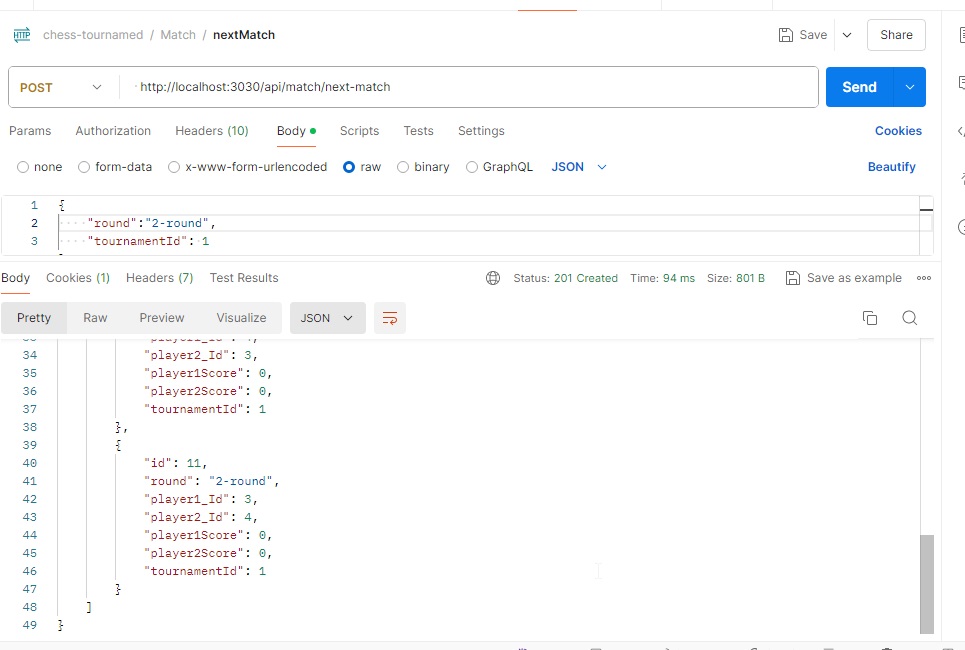 HTTP chess-tournamed / Match / nextMatch Save Share
POST http://localhost:3030/api/match/next-match Send
Params Authorization Headers (10) Body Scripts Tests Settings Cookies
none form-data x-www-form-urlencoded raw binary GraphQL JSON Beautify
1 {
2 "round":"2-round",
3 "tournamentId": 1
Body Cookies (1) Headers (7) Test Results Status: 201 Created Time: 94 ms Size: 801 B Save as example
Pretty Raw Preview Visualize JSON
34 "player2_Id": 3,
35 "player1Score": 0,
36 "player2Score": 0,
37 "tournamentId": 1
38 },
39 {
40 "id": 11,
41 "round": "2-round",
42 "player1_Id": 3,
43 "player2_Id": 4,
44 "player1Score": 0,
45 "player2Score": 0,
46 "tournamentId": 1
47 }
48 ]
49 }